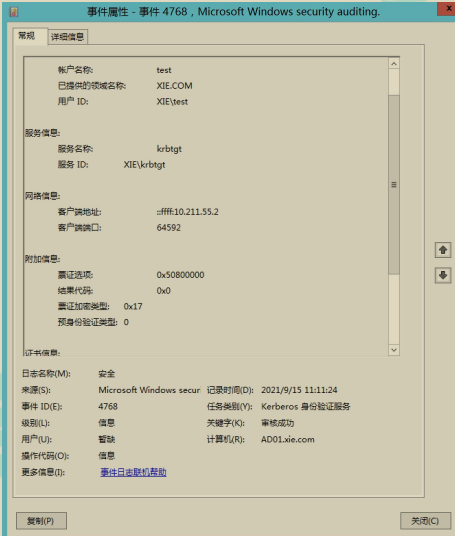 事件属性 - 事件 4768，Microsoft Windows security auditing.
x
常规 详细信息
帐户名称: test
已提供的领域名称: XIE.COM
用户 ID: XIE\test
服务信息:
服务名称: krbtgt
服务 ID: XIE\krbtgt
网络信息:
客户端地址: ::ffff:10.211.55.2
客户端端口: 64592
附加信息:
票证选项: 0x50800000
结果代码: 0x0
票证加密类型: 0x17
预身份验证类型: 0
证书信息:
日志名称(M): 安全
来源(S): Microsoft Windows secur 记录时间(D): 2021/9/15 11:11:24
事件 ID(E): 4768 任务类别(Y): Kerberos 身份验证服务
级别(L): 信息 关键字(K): 审核成功
用户(U): 暂缺 计算机(R): AD01.xie.com
操作代码(O): 信息
更多信息(I): 事件日志联机帮助
复制(P) 关闭(C)